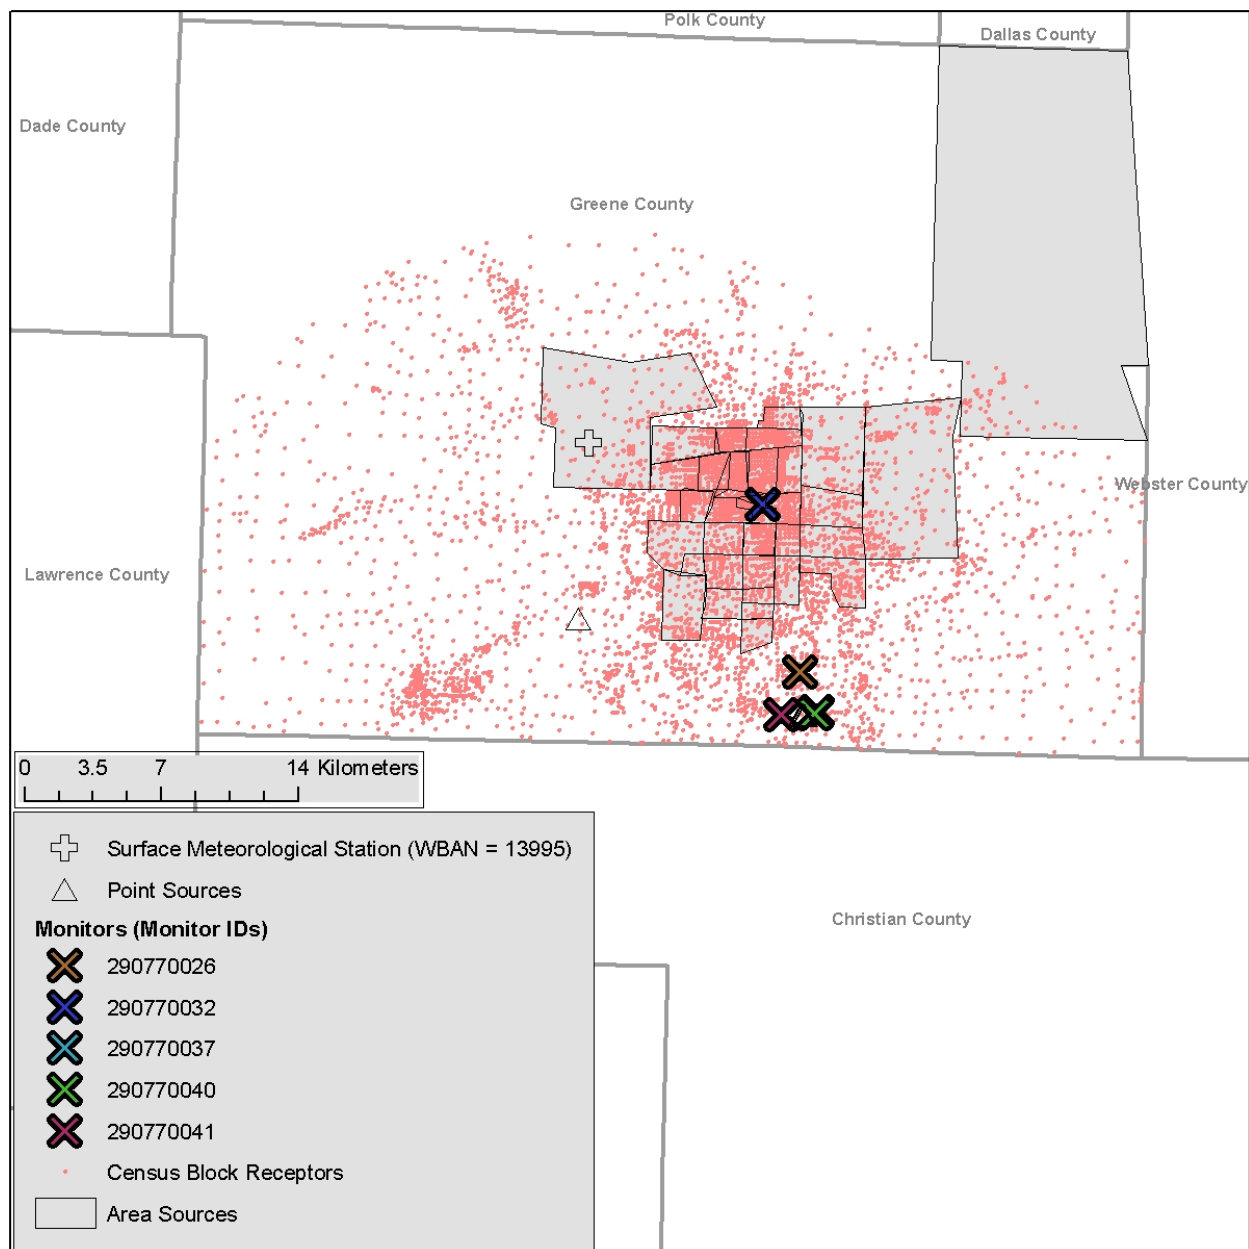 Polk County
Dallas County
Dade County
Greene County
Webster County
Lawrence County
0 3.5 7 14 Kilometers
Surface Meteorological Station (WBAN = 13995)
Point Sources
Monitors (Monitor IDs)
290770026
Christian County
290770032
290770037
290770040
290770041
Census Block Receptors
Area Sources